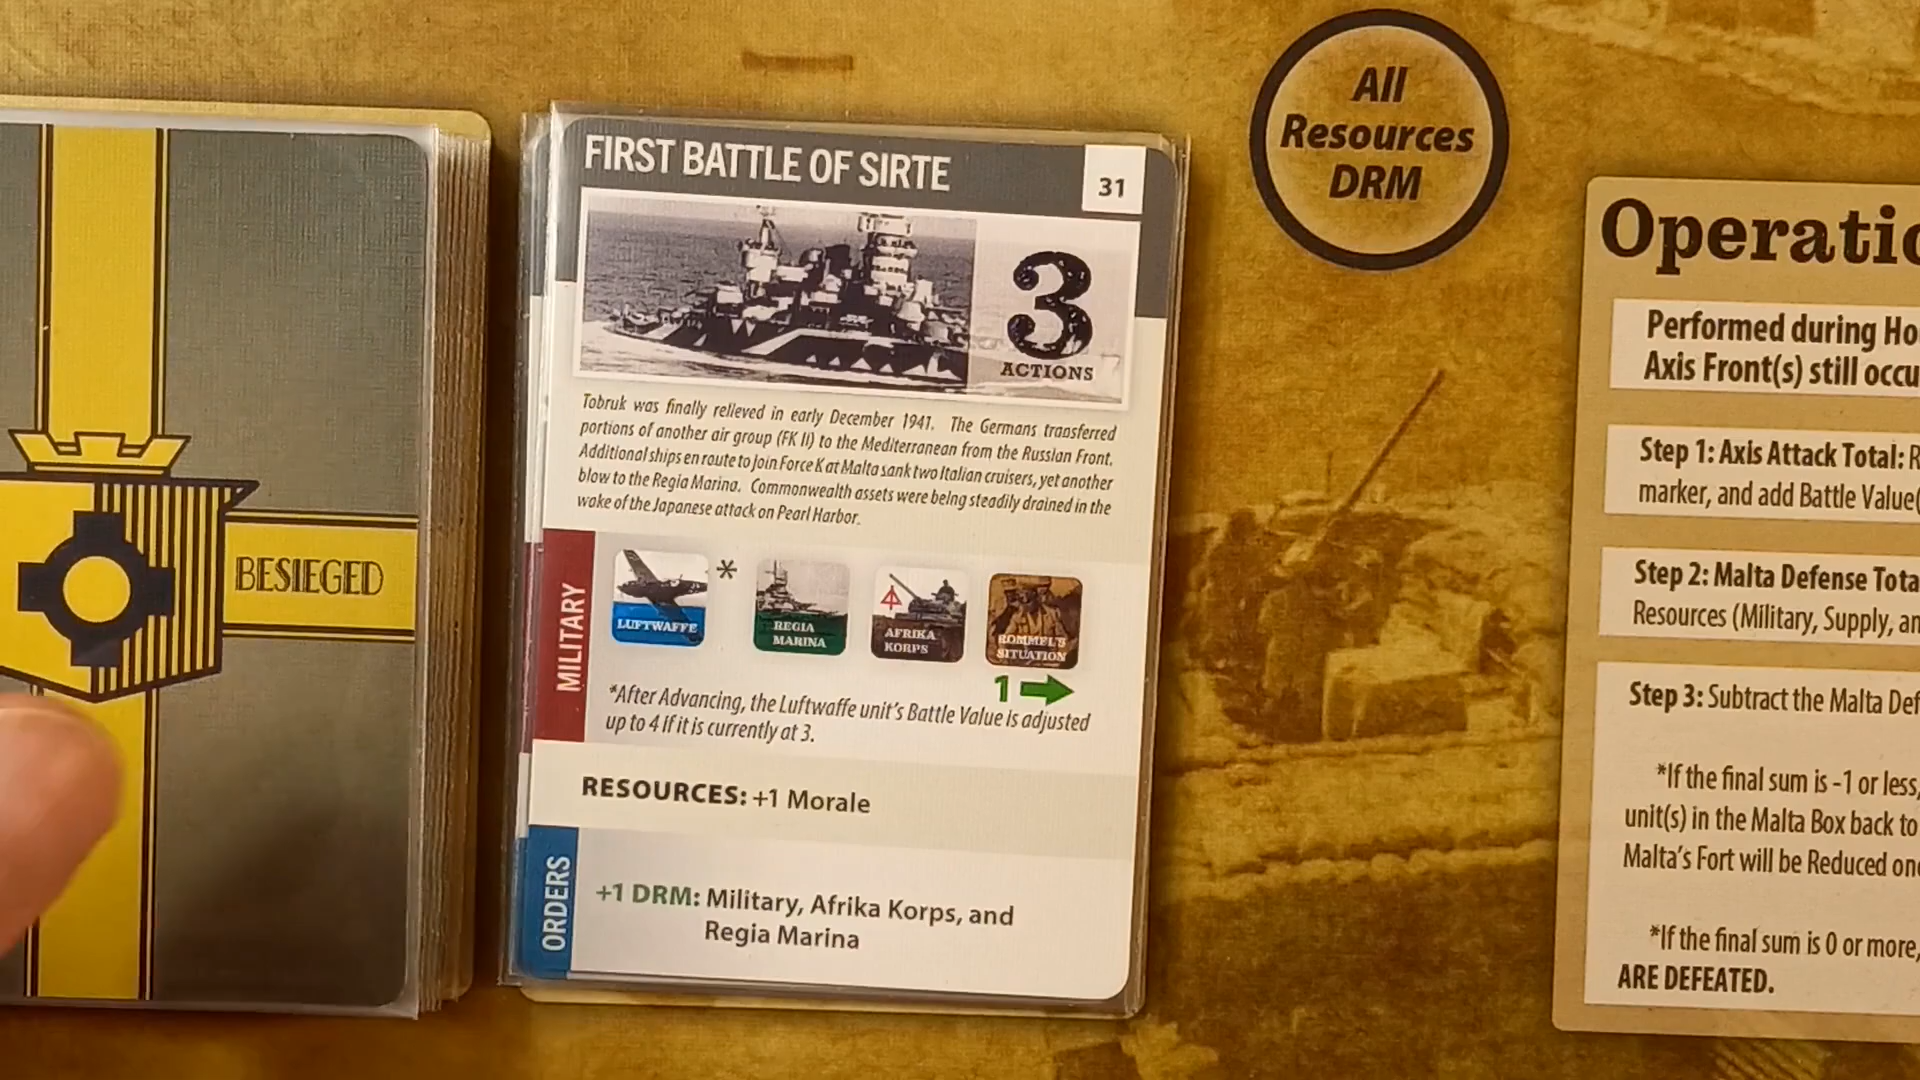 BESIEGED
FIRST BATTLE OF SIRTE
31
3
ACTIONS
Tobruk was finally relieved in early December 1941. The Germans transferred
portions of another air group (FK II) to the Mediterranean from the Russian Front.
Additional ships en route to join Force K at Malta sank two Italian cruisers, yet another
blow to the Regia Marina. Commonwealth assets were being steadily drained in the
wake of the Japanese attack on Pearl Harbor.
MILITARY
LUFTWAFFE
*
REGIA
MARINA
AFRIKA
KORPS
ROMMEL'S
SITUATION
1
*After Advancing, the Luftwaffe unit's Battle Value is adjusted
up to 4 if it is currently at 3.
RESOURCES: +1 Morale
ORDERS
+1 DRM: Military, Afrika Korps, and
Regia Marina
All
Resources
DRM
Operatio
Performed during Ho
Axis Front(s) still occu
Step 1: Axis Attack Total: R
marker, and add Battle Value(
Step 2: Malta Defense Tota
Resources (Military, Supply, an
Step 3: Subtract the Malta Def
*If the final sum is -1 or less,
unit(s) in the Malta Box back to
Malta's Fort will be Reduced one
*If the final sum is 0 or more,
ARE DEFEATED.